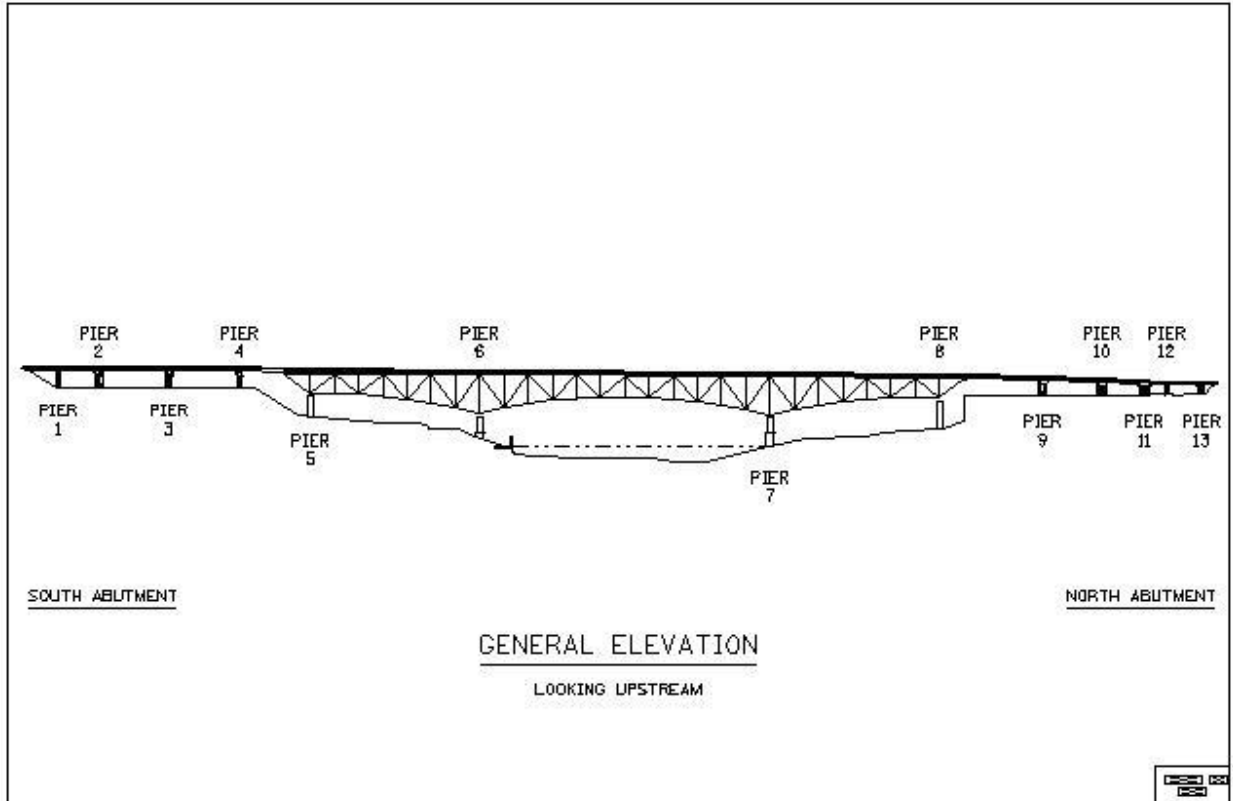 PIER
2
PIER
4
PIER
6
PIER
8
PIER
10
PIER
12
PIER
1
PIER
3
PIER
5
PIER
7
PIER
9
PIER
11
PIER
13
SOUTH ABUTMENT
NORTH ABUTMENT
GENERAL ELEVATION
LOOKING UPSTREAM